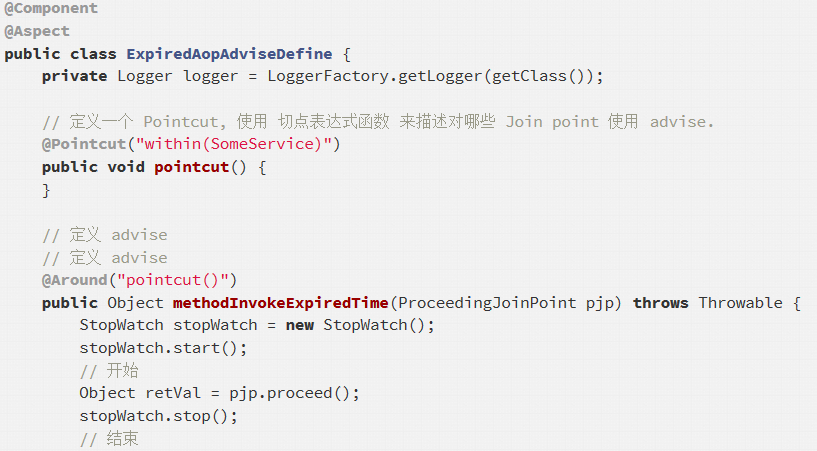 @Component
@Aspect
public class ExpiredAopAdviseDefine {
    private Logger logger = LoggerFactory.getLogger(getClass());

    // 定义一个 Pointcut, 使用 切点表达式函数 来描述对哪些 Join point 使用 advise.
    @Pointcut("within(SomeService)")
    public void pointcut() {
    }

    // 定义 advise
    // 定义 advise
    @Around("pointcut()")
    public Object methodInvokeExpiredTime(ProceedingJoinPoint pjp) throws Throwable {
        StopWatch stopWatch = new StopWatch();
        stopWatch.start();
        // 开始
        Object retVal = pjp.proceed();
        stopWatch.stop();
        // 结束